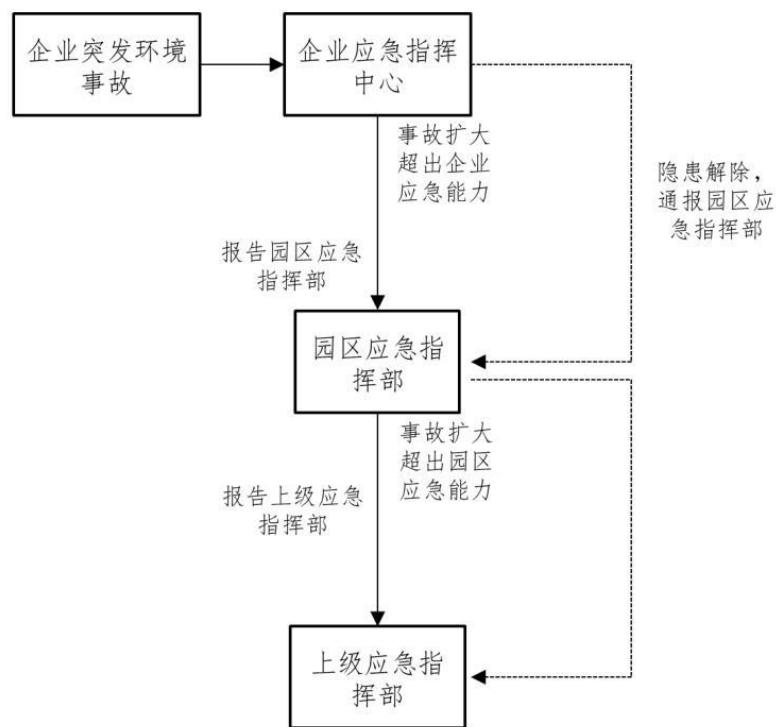 企业突发环境
事故
企业应急指挥
中心
事故扩大
超出企业
应急能力
隐患解除，
通报园区应
急指挥部
报告园区应急
指挥部
园区应急指
挥部
事故扩大
超出园区
应急能力
报告上级应急
指挥部
上级应急指
挥部